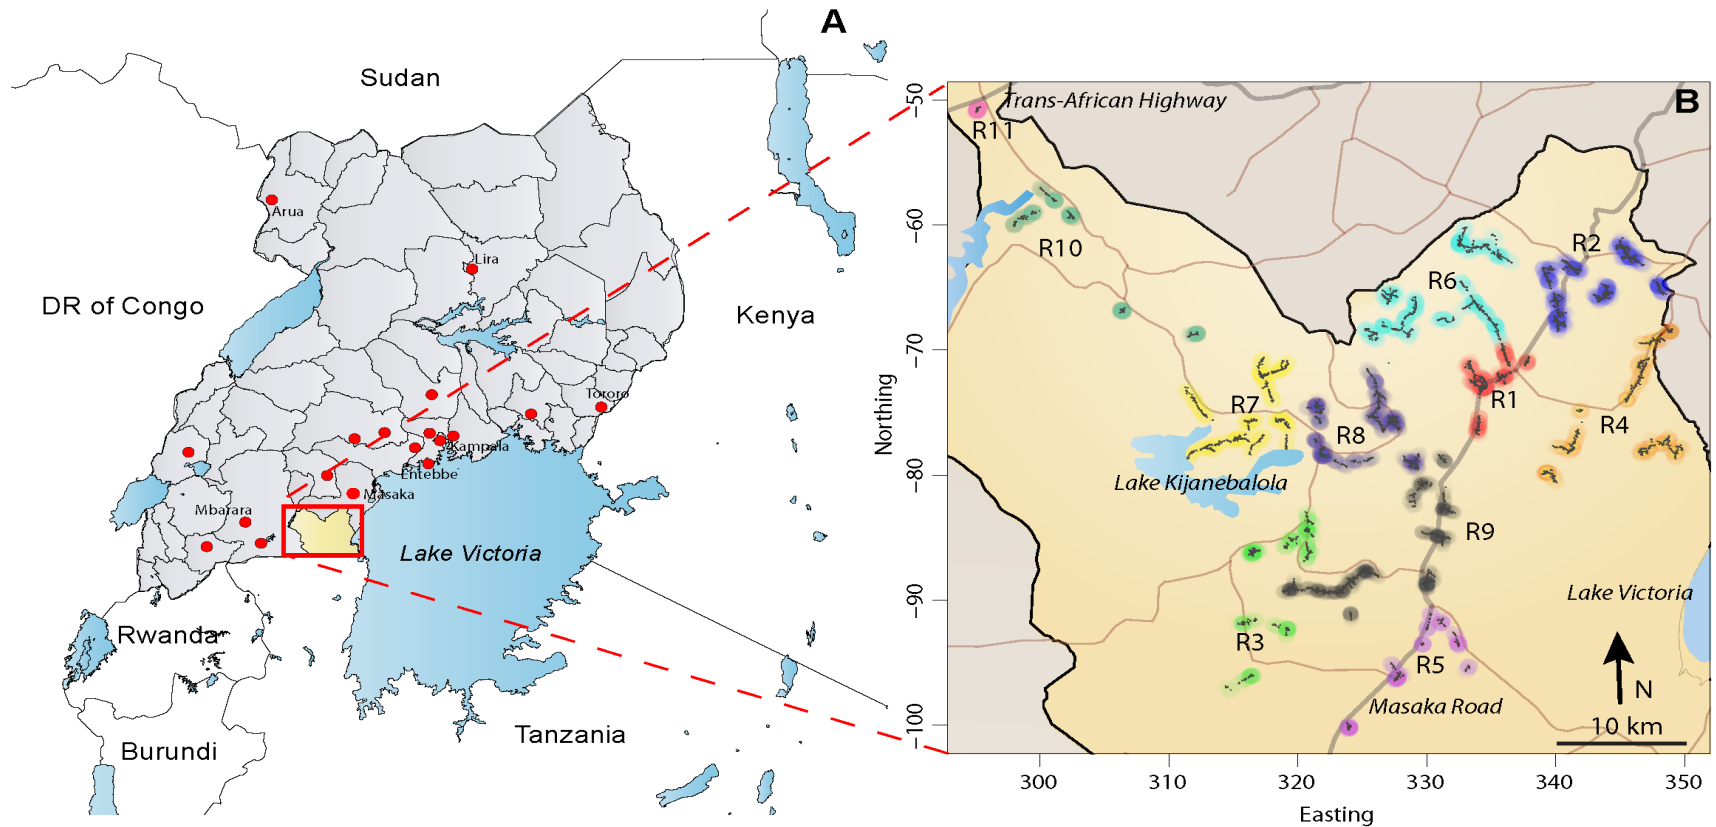 A
Sudan
Arua
Lira
DR of Congo
Kenya
Tororo
Kampala
Entebbe
Masaka
Mbarara
Lake Victoria
Rwanda
Burundi
Tanzania
B
Trans-African Highway
R11
R10
R2
R6
R1
R7
R4
R8
Lake Kijanebalola
R9
Lake Victoria
R3
R5
N
Masaka Road
10 km
−50
−60
−70
−80
−90
−100
Northing
300
310
320
330
340
350
Easting